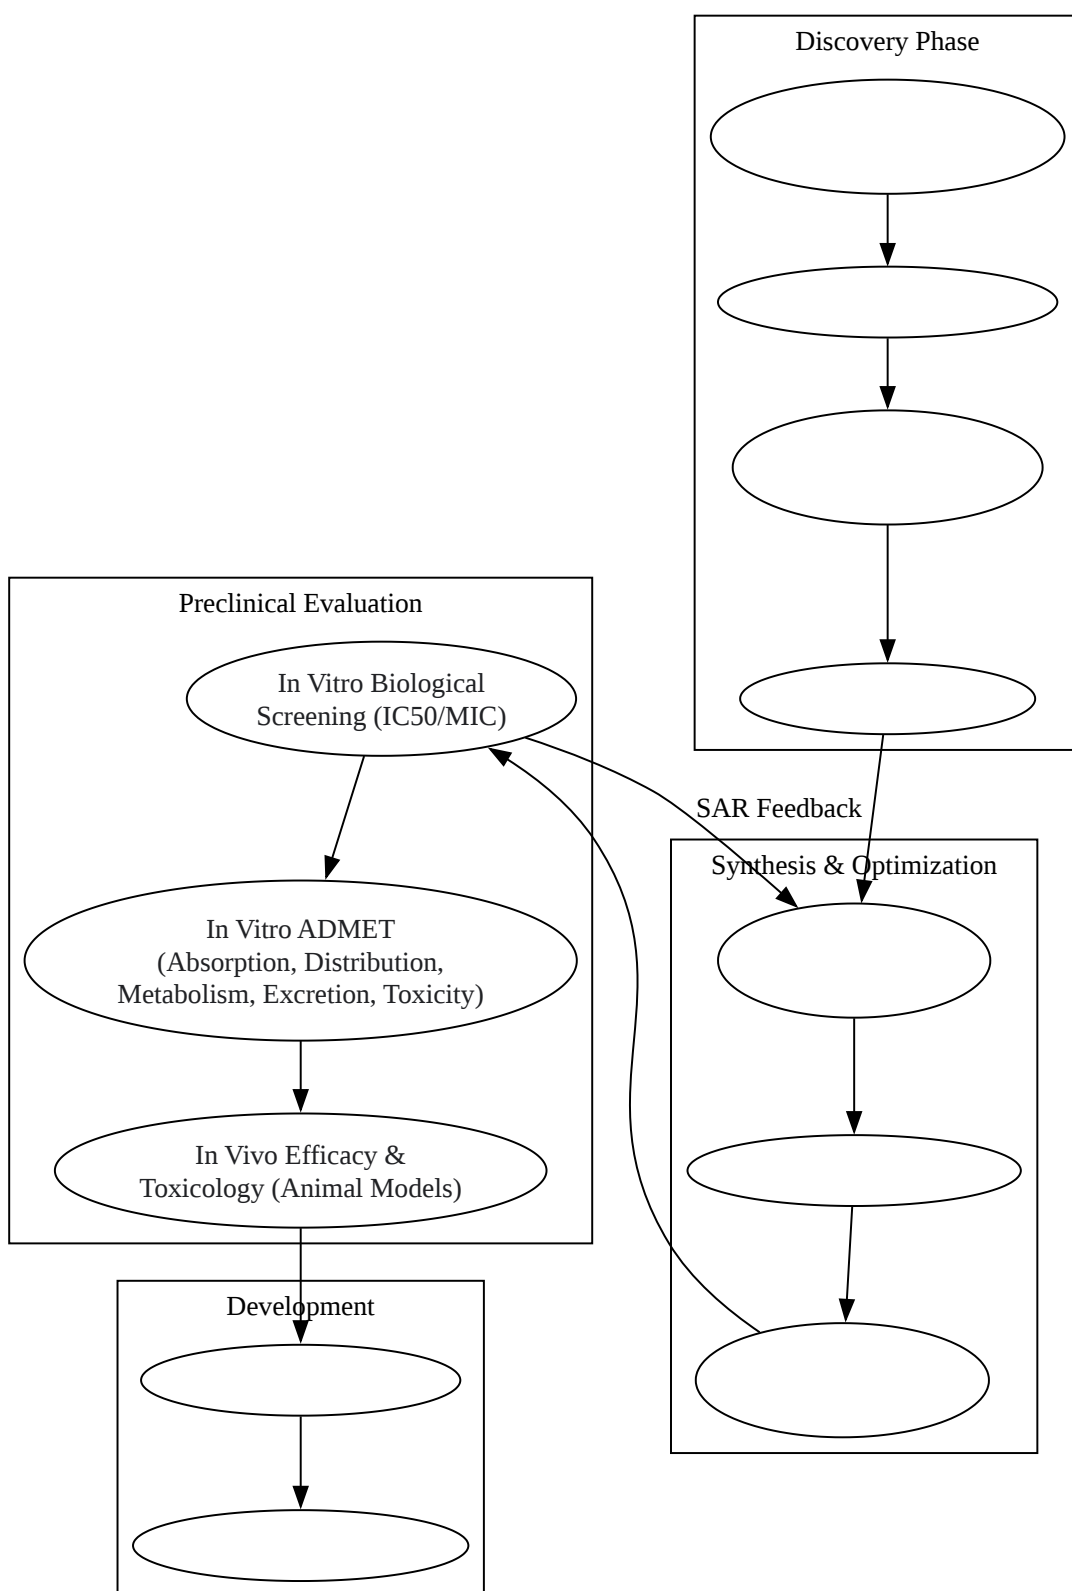 Discovery Phase
Preclinical Evaluation
In Vitro Biological
Screening (IC50/MIC)
SAR Feedback
Synthesis & Optimization
In Vitro ADMET
(Absorption, Distribution,
Metabolism, Excretion, Toxicity)
In Vivo Efficacy &
Toxicology (Animal Models)
Development